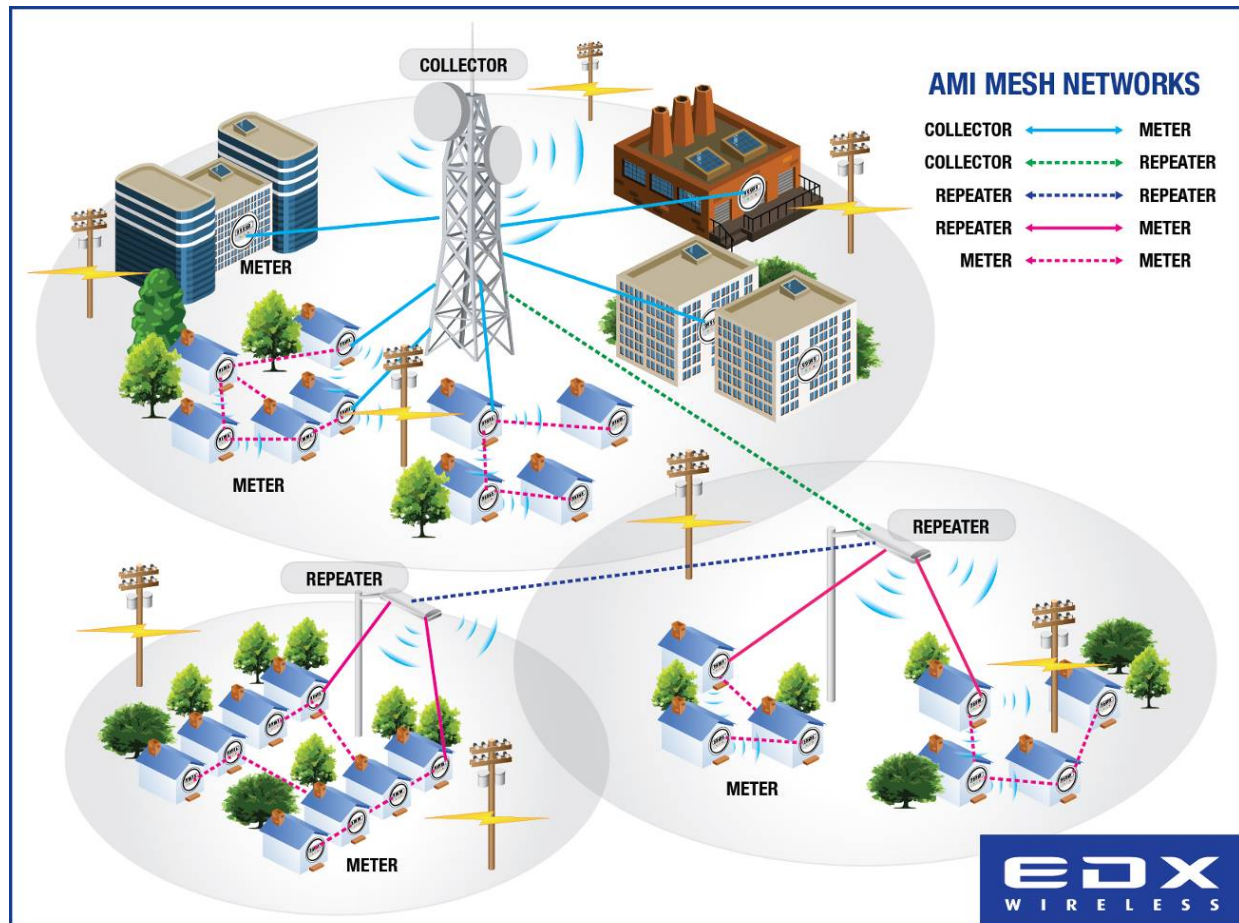 COLLECTOR
AMI MESH NETWORKS
COLLECTOR METER
COLLECTOR REPEATER
REPEATER REPEATER
REPEATER METER
METER METER
METER
METER
REPEATER
REPEATER
METER
METER
EDX
WIRELESS